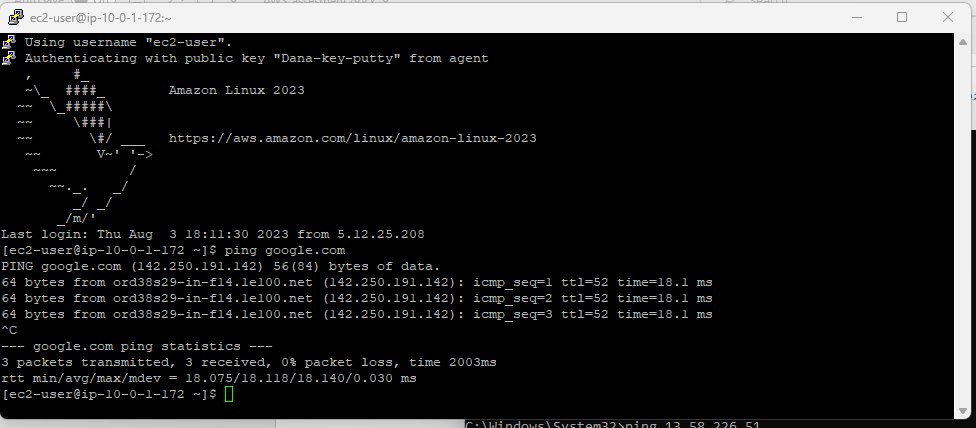 ec2-user@ip-10-0-1-172:~
Using username "ec2-user".
Authenticating with public key "Dana-key-putty" from agent
   ,     #_
   ~\_  ####_        Amazon Linux 2023
  ~~  \_#####\
  ~~     \###|
  ~~       \#/ ___   https://aws.amazon.com/linux/amazon-linux-2023
   ~~       V~' '->
    ~~~         /
      ~~._.   _/
         _/ _/
       _/m/'
Last login: Thu Aug  3 18:11:30 2023 from 5.12.25.208
[ec2-user@ip-10-0-1-172 ~]$ ping google.com
PING google.com (142.250.191.142) 56(84) bytes of data.
64 bytes from ord38s29-in-f14.1e100.net (142.250.191.142): icmp_seq=1 ttl=52 time=18.1 ms
64 bytes from ord38s29-in-f14.1e100.net (142.250.191.142): icmp_seq=2 ttl=52 time=18.1 ms
64 bytes from ord38s29-in-f14.1e100.net (142.250.191.142): icmp_seq=3 ttl=52 time=18.1 ms
^C
--- google.com ping statistics ---
3 packets transmitted, 3 received, 0% packet loss, time 2003ms
rtt min/avg/max/mdev = 18.075/18.118/18.140/0.030 ms
[ec2-user@ip-10-0-1-172 ~]$
C:\Windows\System32>ping 13.58.226.51